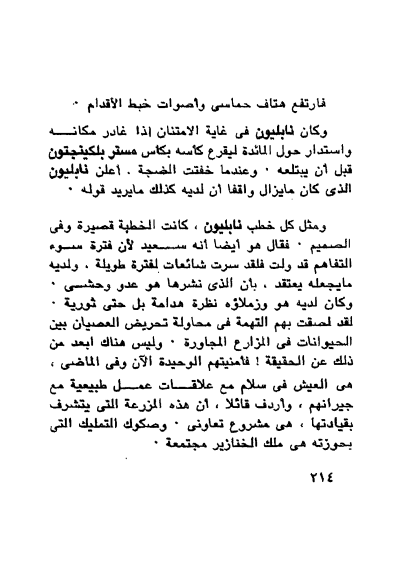 فارتفع هتاف حماسى وأصوات خبط الأقدام ٠
وكان نابليون فى غاية الامتنان إذا غادر مكانه
واستدار حول المائدة ليقرع كأسه بكاس مستر بلكينجتون
قبل أن يبتلعه ٠ وعندما خفتت الضجة . أعلن نابليون
الذى كان مايزال واقفا أن لديه كذلك مايريد قوله ٠
ومثل كل خطب نابليون ، كانت الخطبة قصيرة وفى
الصميم ٠ فقال هو أيضا أنه سعيد لأن فترة سوء
التفاهم قد ولت فلقد سرت شائعات لفترة طويلة . ولديه
مايجعله يعتقد ، بأن الذى نشرها هو عدو وحشى ٠
وكان لديه هو وزملاؤه نظرة هدامة بل حتى ثورية ٠
لقد لصقت بهم التهمة فى محاولة تحريض العصيان بين
الحيوانات فى المزارع المجاورة ٠ وليس هناك ابعد من
ذلك عن الحقيقة ! فأمنيتهم الوحيدة الآن وفى الماضى ،
هى العيش فى سلام مع علاقات عمل طبيعية مع
جيرانهم ، وأردف قائلا ، أن هذه المزرعة التى يتشرف
بقيادتها ، هى مشروع تعاونى ٠ وصكوك التمليك التى
بحوزته هى ملك الخنازير مجتمعة ٠
٢١٤